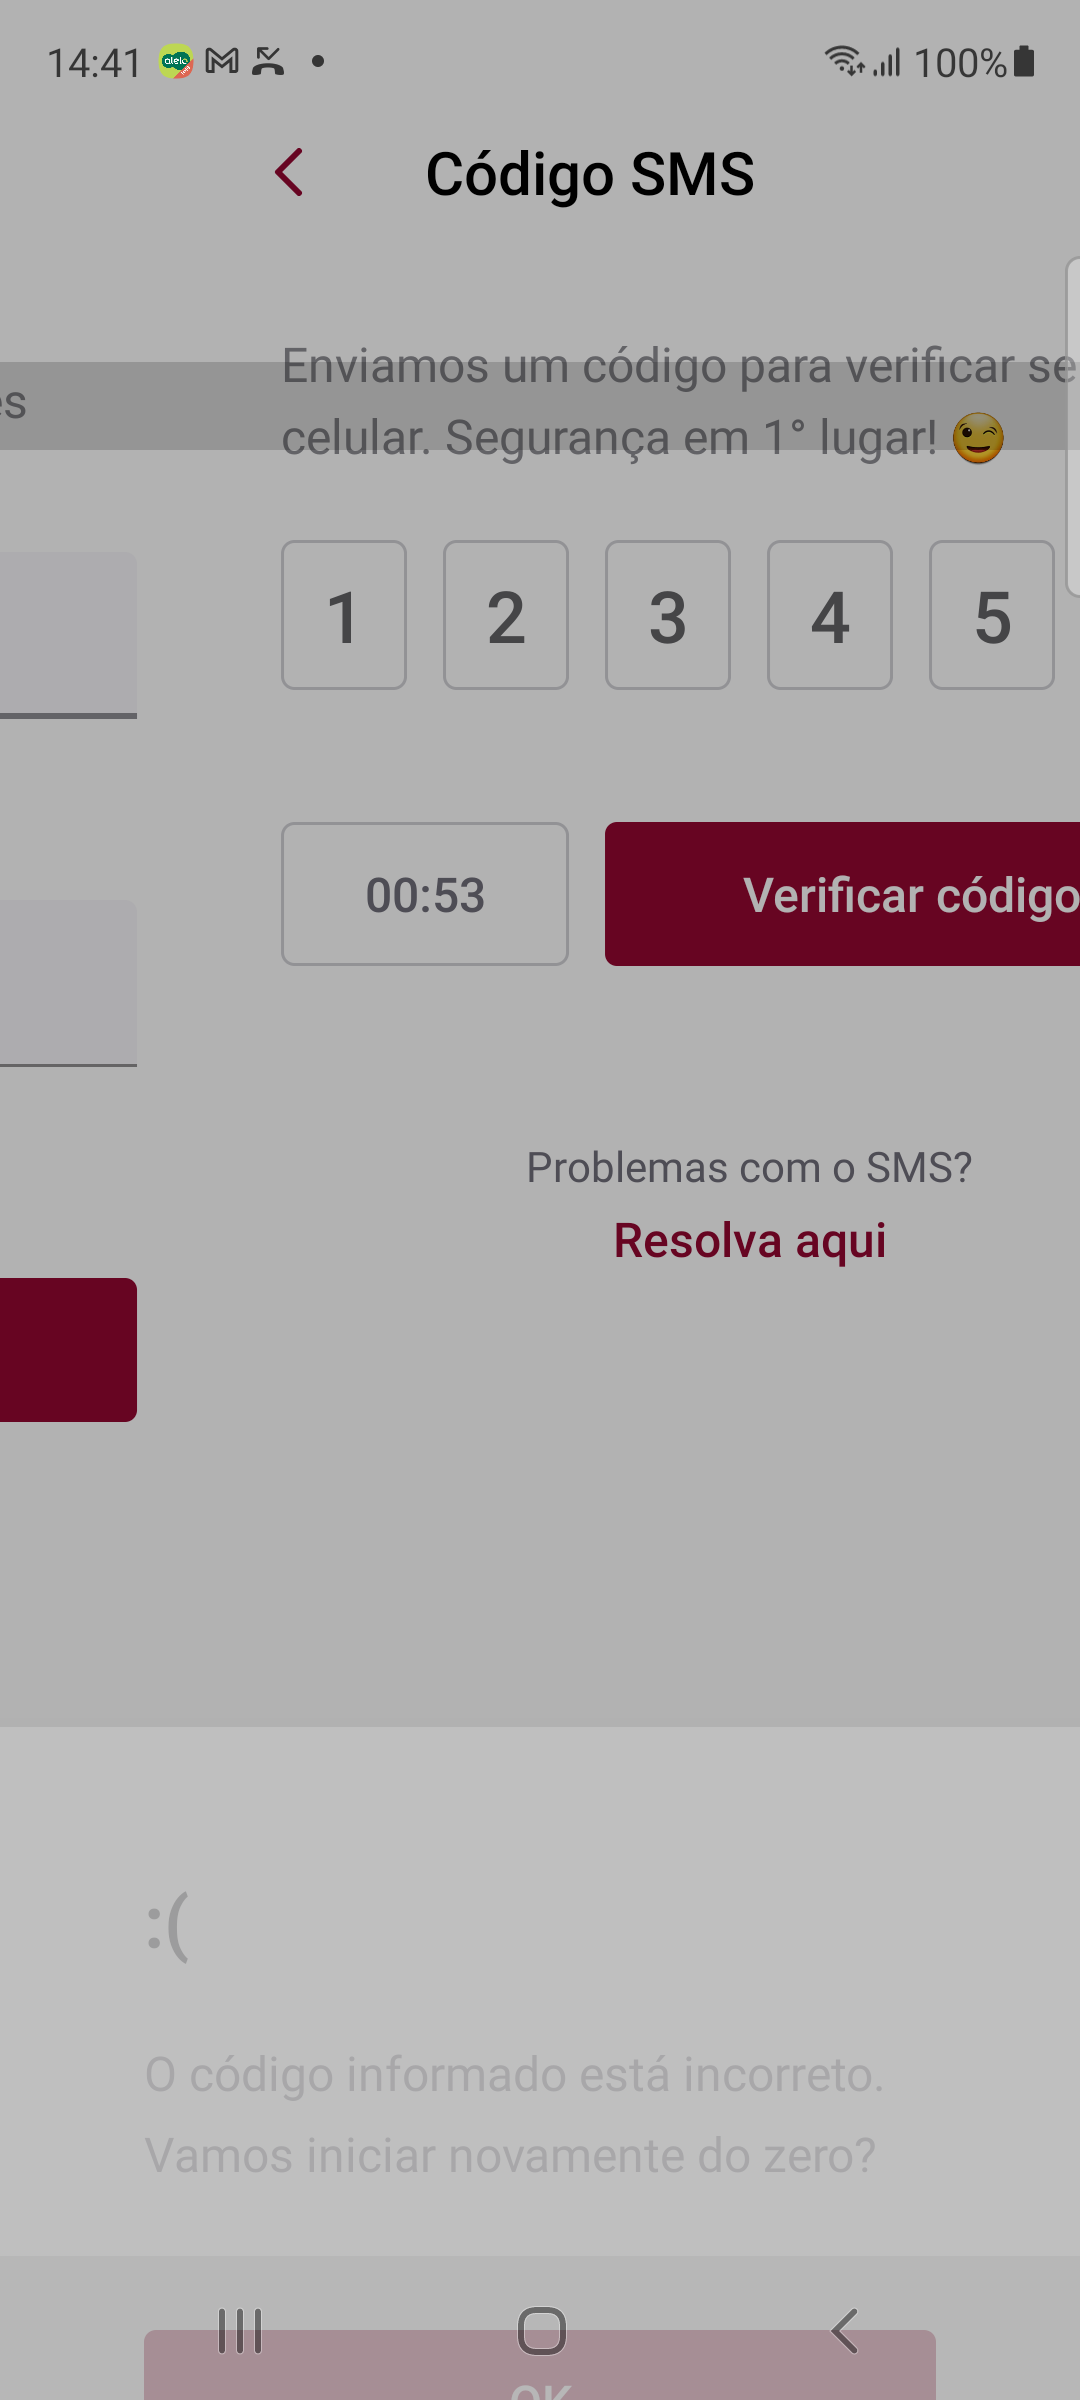 14:41 alelo 100%
Código SMS
Enviamos um código para verificar se
es
celular. Segurança em 1° lugar! 😉
1 2 3 4 5
00:53 Verificar código
Problemas com o SMS?
Resolva aqui
:(
O código informado está incorreto.
Vamos iniciar novamente do zero?
OK